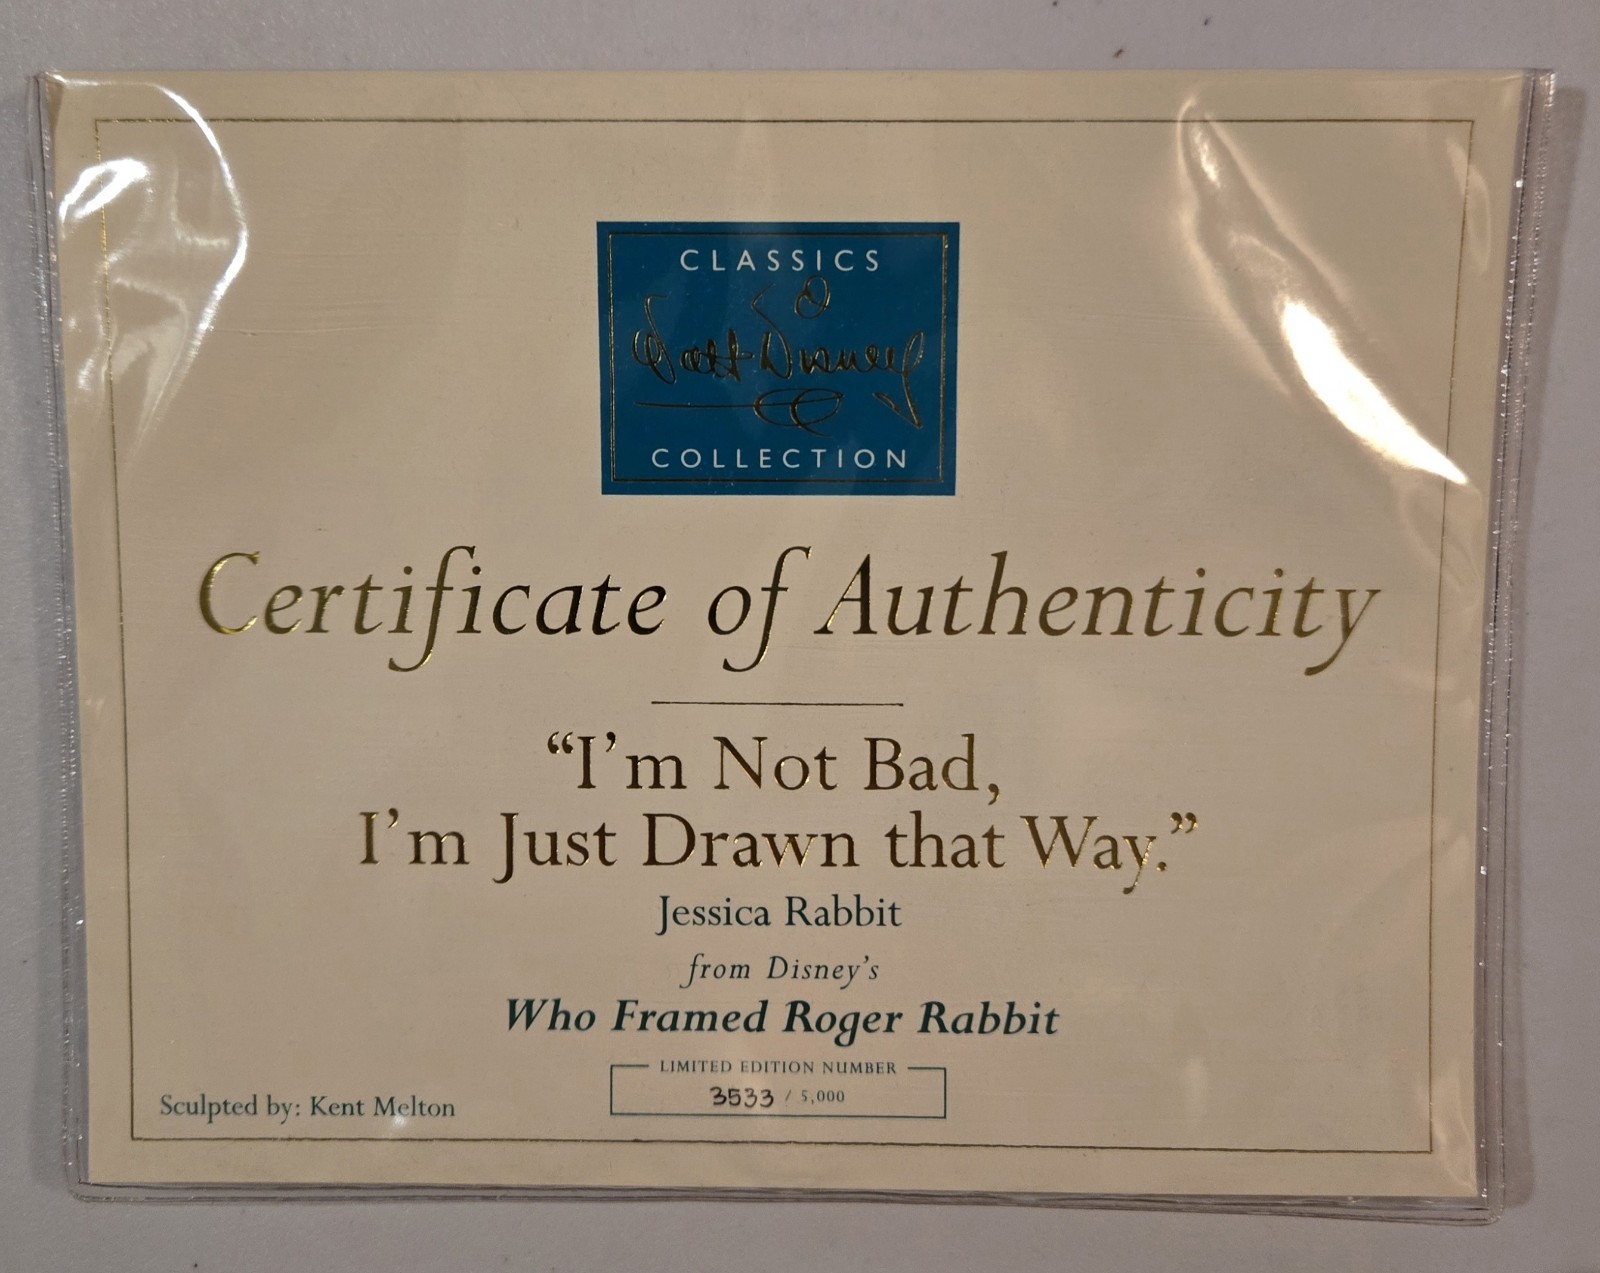 CLASSICS
Walt Disney
COLLECTION
Certificate of Authenticity
“I’m Not Bad,
I’m Just Drawn that Way.”
Jessica Rabbit
from Disney’s
Who Framed Roger Rabbit
LIMITED EDITION NUMBER
3533 / 5,000
Sculpted by: Kent Melton